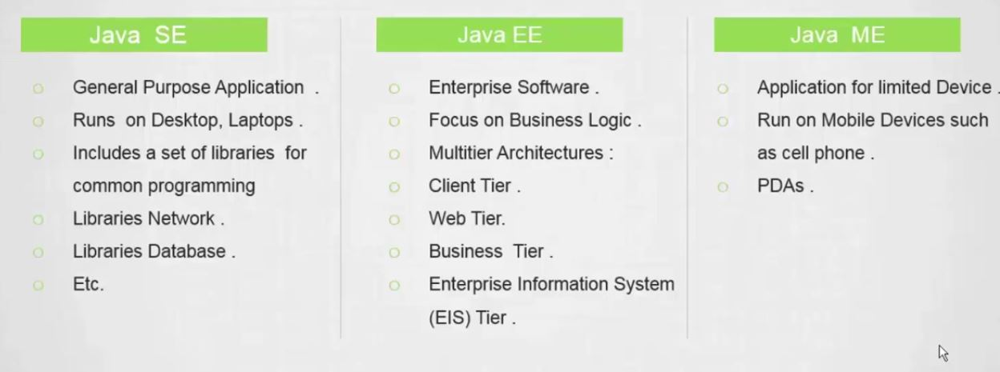 Java SE
General Purpose Application .
Runs on Desktop, Laptops .
Includes a set of libraries for
common programming
Libraries Network .
Libraries Database .
Etc.
Java EE
Enterprise Software .
Focus on Business Logic .
Multitier Architectures :
Client Tier .
Web Tier.
Business Tier .
Enterprise Information System
(EIS) Tier .
Java ME
Application for limited Device .
Run on Mobile Devices such
as cell phone .
PDAs .